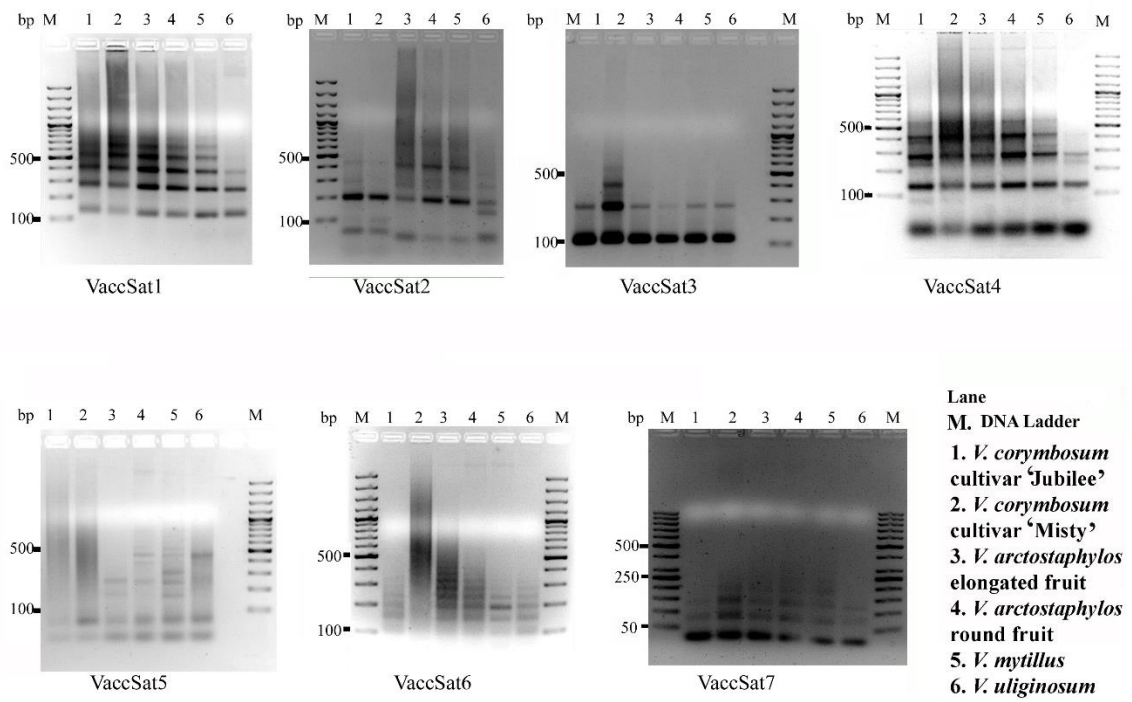 bp M 1 2 3 4 5 6
500
100
VaccSat1
bp M 1 2 3 4 5 6
500
100
VaccSat2
bp M 1 2 3 4 5 6 M
500
100
VaccSat3
bp M 1 2 3 4 5 6 M
500
100
VaccSat4
bp 1 2 3 4 5 6 M
500
100
VaccSat5
bp M 1 2 3 4 5 6 M
500
100
VaccSat6
bp M 1 2 3 4 5 6 M
500
250
50
VaccSat7
Lane
M. DNA Ladder
1. V. corymbosum
cultivar ‘Jubilee’
2. V. corymbosum
cultivar ‘Misty’
3. V. arctostaphylos
elongated fruit
4. V. arctostaphylos
round fruit
5. V. mytillus
6. V. uliginosum